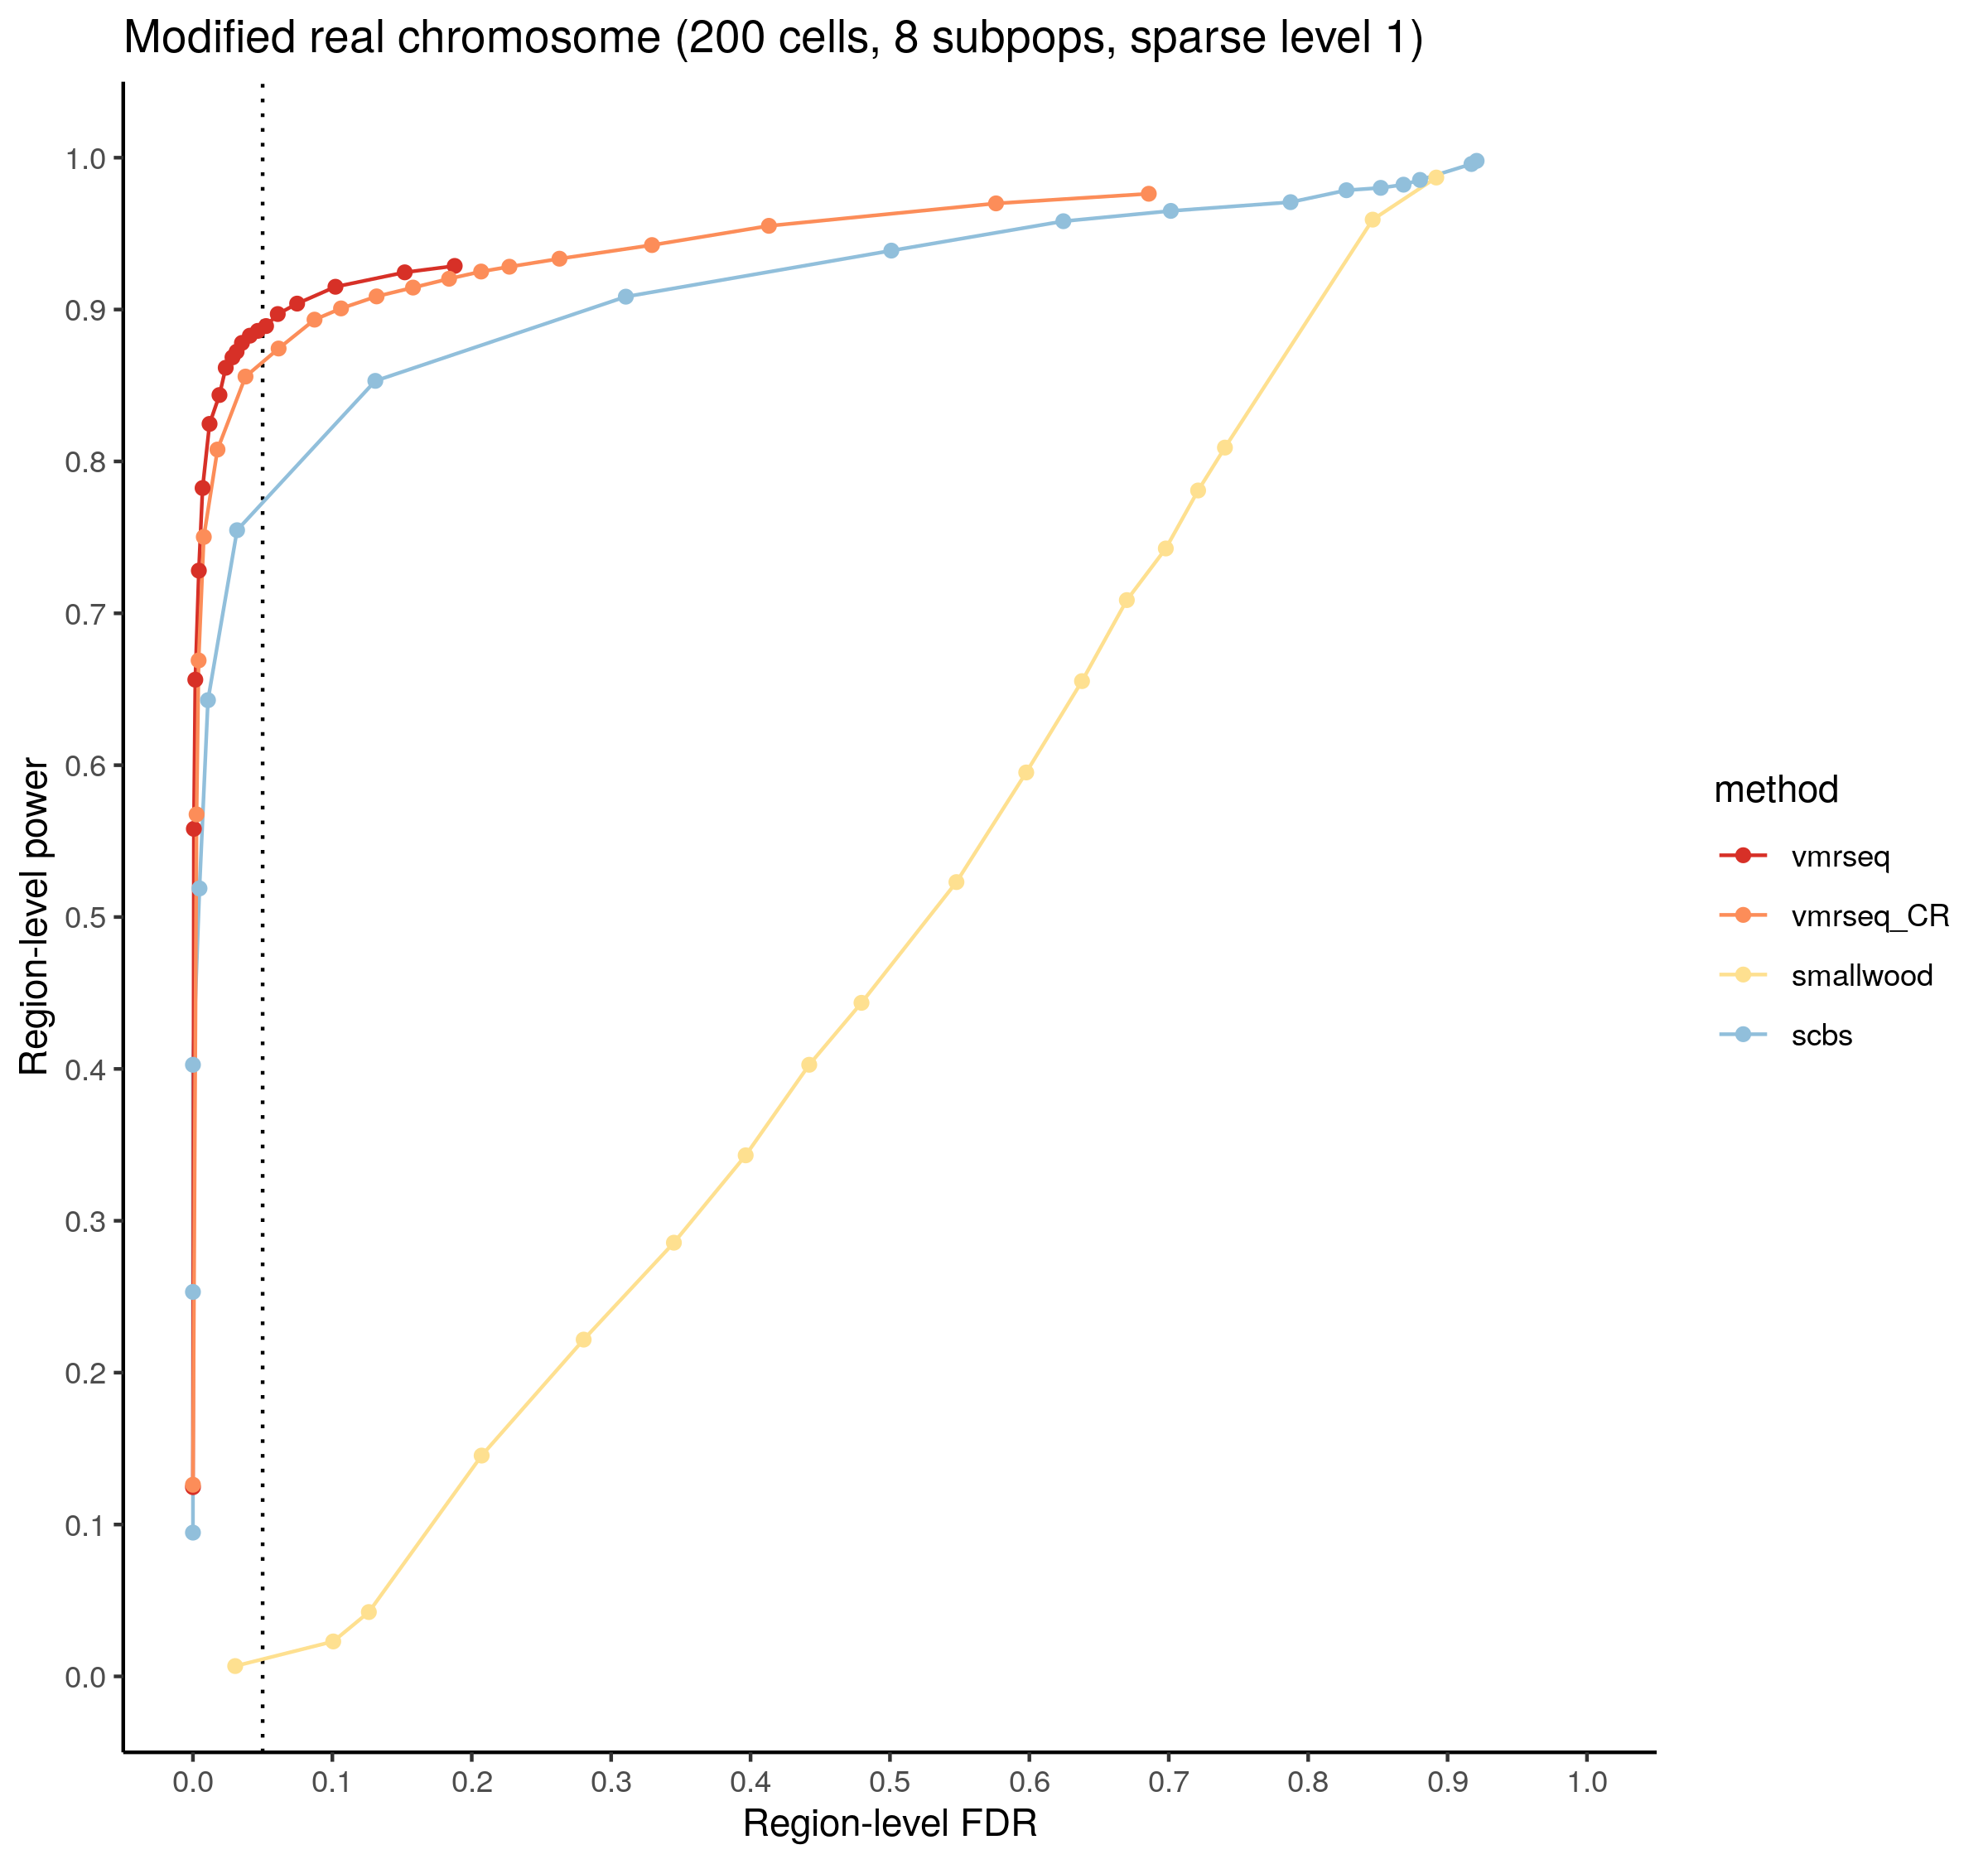 Modified real chromosome (200 cells, 8 subpops, sparse level 1)
Region-level power
1.0
0.9
0.8
0.7
0.6
0.5
0.4
0.3
0.2
0.1
0.0
0.0 0.1 0.2 0.3 0.4 0.5 0.6 0.7 0.8 0.9 1.0
Region-level FDR
method
vmrseq
vmrseq_CR
smallwood
scbs